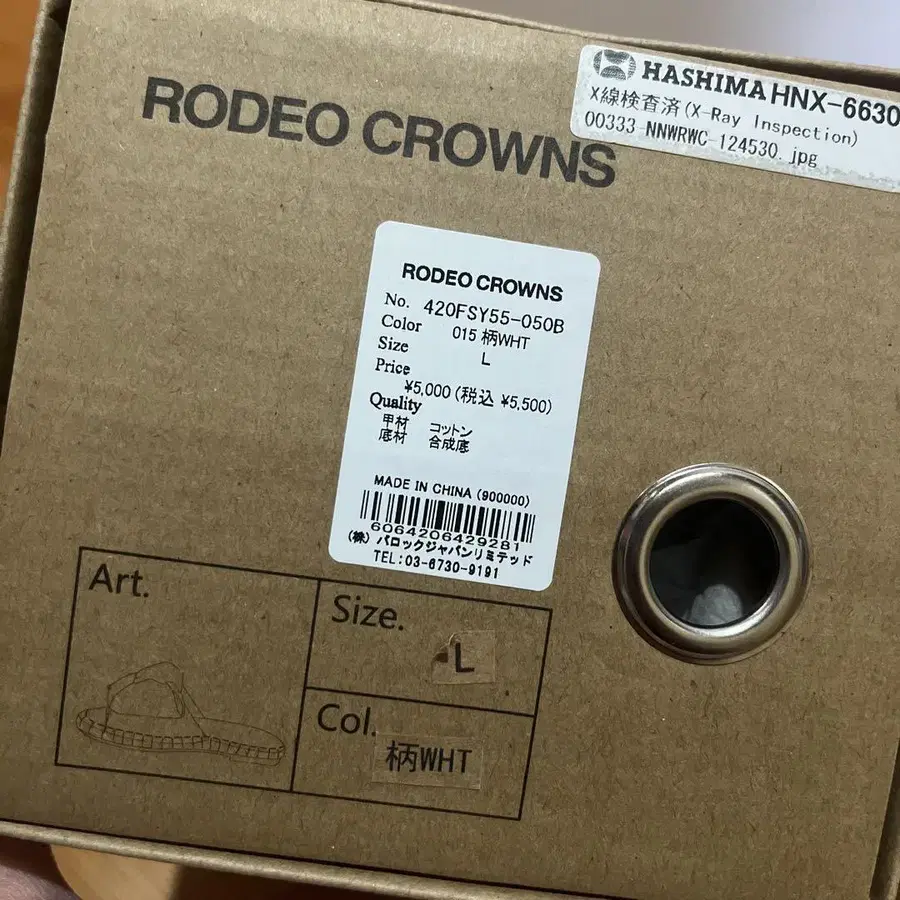 RODEO CROWNS
HASHIMA HNX-6630
X線検査済(X-Ray Inspection)
00333-NNWRWC-124530.jpg
RODEO CROWNS
No. 420FSY55-050B
Color 015 柄WHT
Size L
Price
¥5,000 (税込 ¥5,500)
Quality
甲材 コットン
底材 合成底
MADE IN CHINA (900000)
6064206429281
(株) バロックジャパンリミテッド
TEL:03-6730-9191
Art.
Size.
L
Col.
柄WHT